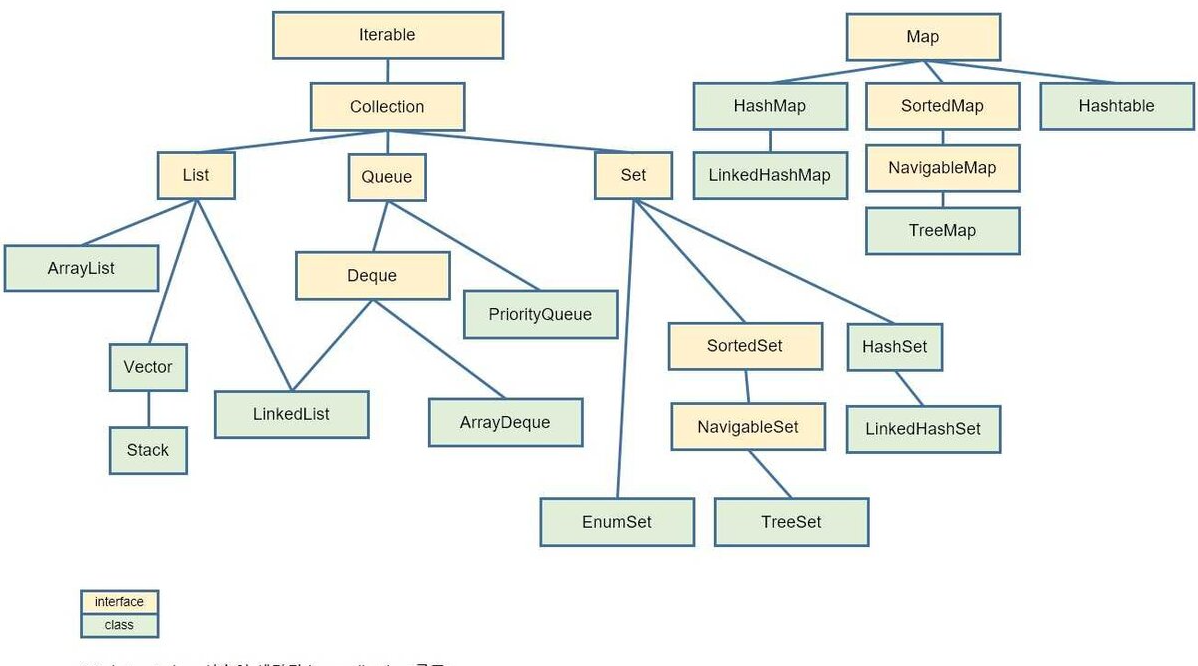 Iterable
Map
Collection
HashMap
SortedMap
Hashtable
List
Queue
Set
LinkedHashMap
NavigableMap
TreeMap
ArrayList
Deque
PriorityQueue
SortedSet
HashSet
Vector
LinkedList
ArrayDeque
NavigableSet
LinkedHashSet
Stack
EnumSet
TreeSet
interface
class